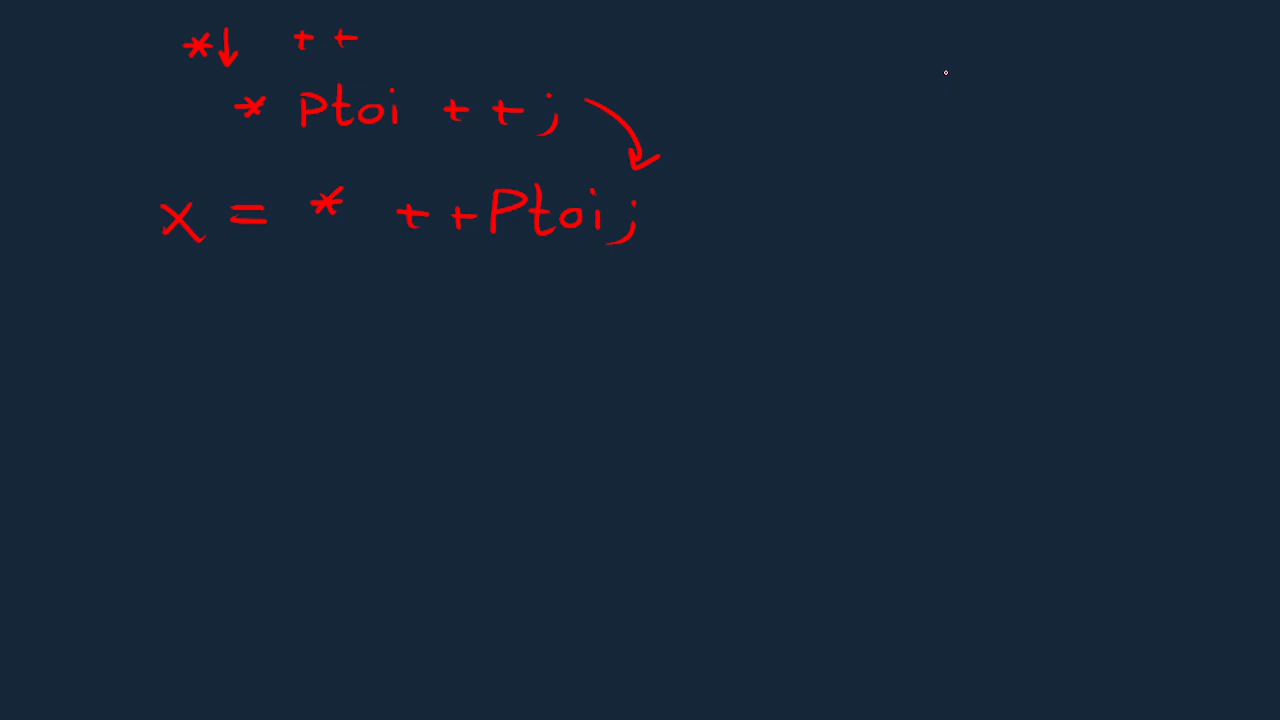 *↓ ++
* Ptoi ++;
x = * ++Ptoi;